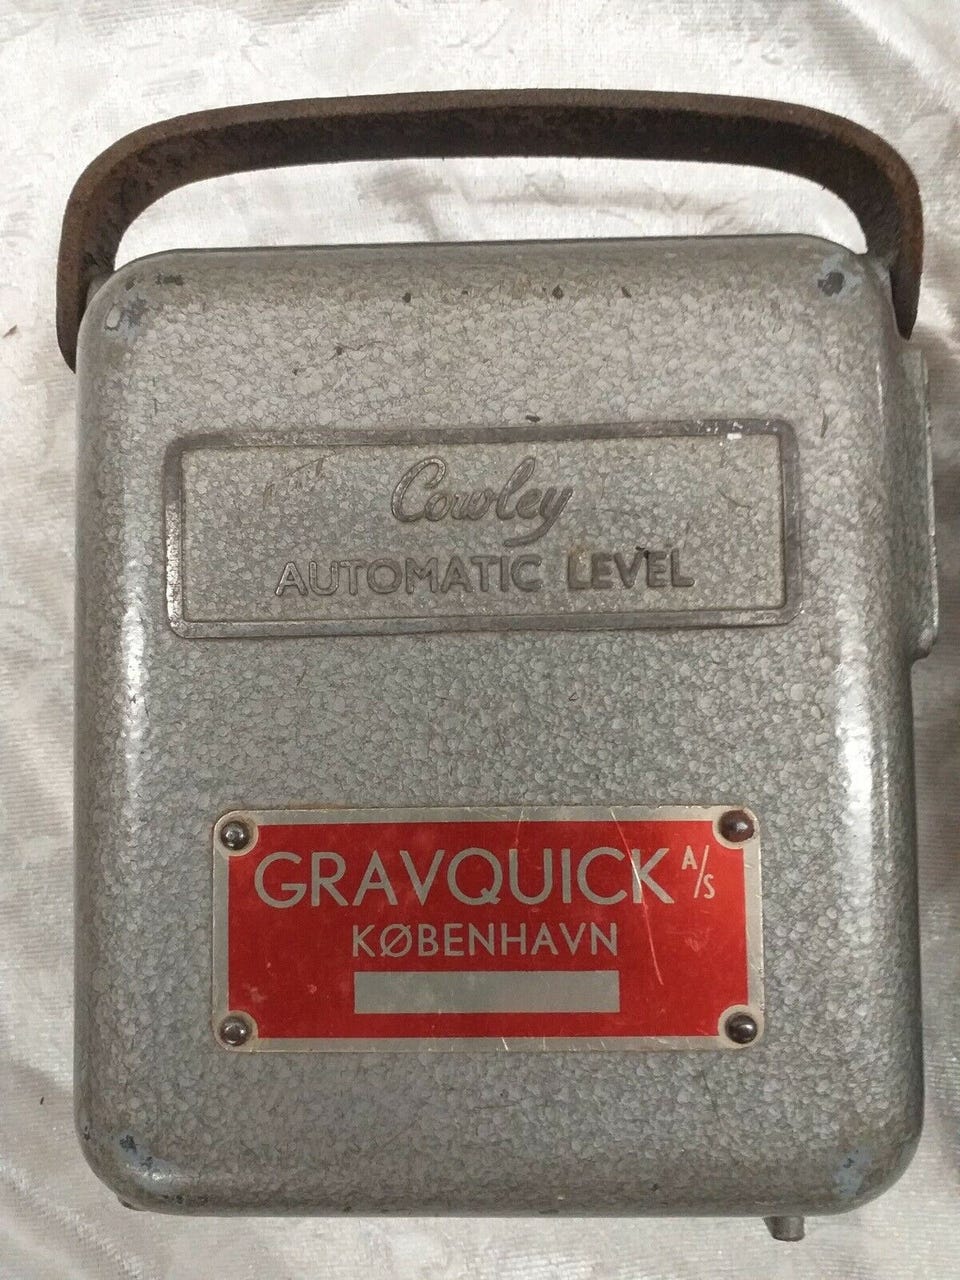 Cowley
AUTOMATIC LEVEL
GRAVQUICK A/S
KØBENHAVN